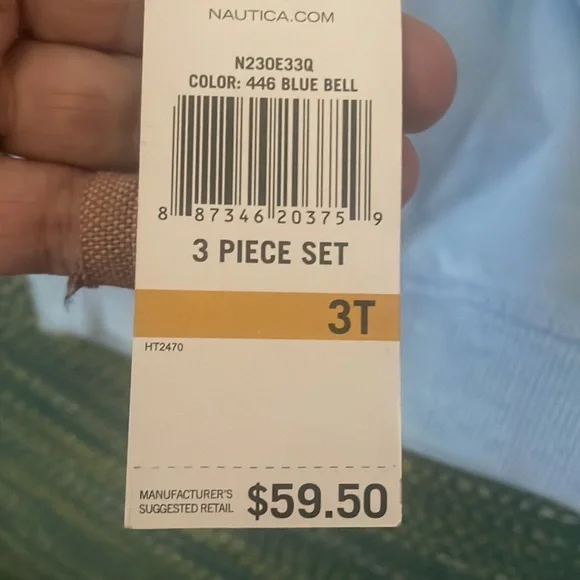 NAUTICA.COM
N230E33Q
COLOR: 446 BLUE BELL
8 87346 20375 9
3 PIECE SET
3T
HT2470
MANUFACTURER'S
SUGGESTED RETAIL $59.50